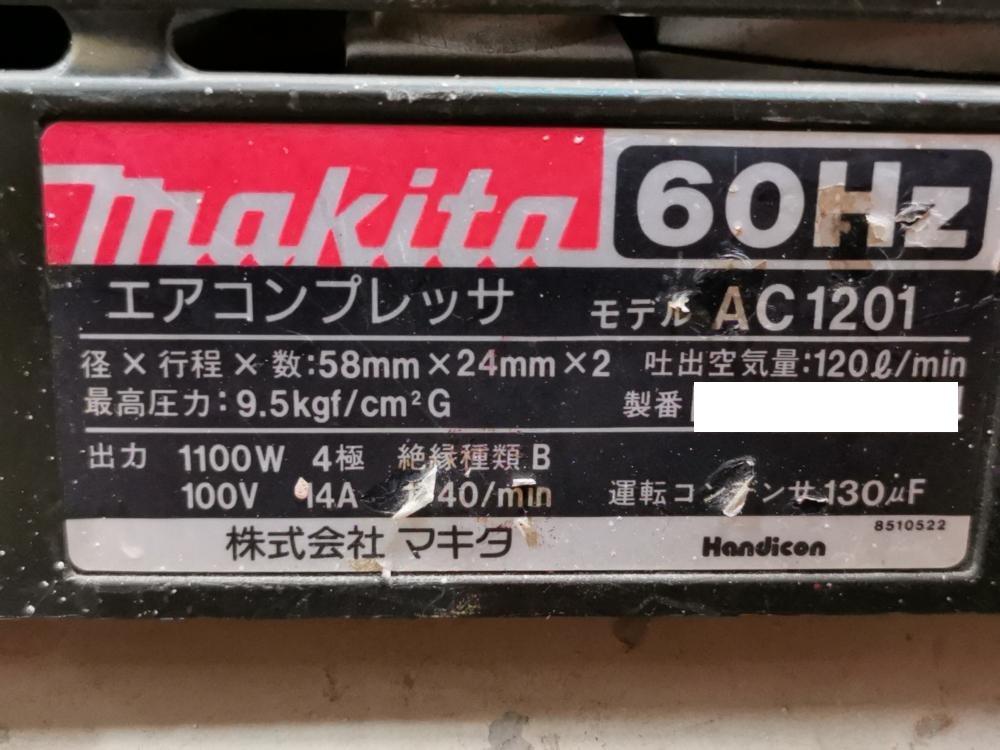 makita 60Hz
エアコンプレッサ モデル AC1201
径×行程×数:58mm×24mm×2 吐出空気量:120ℓ/min
最高圧力:9.5kgf/cm²G 製番
出力 1100W 4極 絶縁種類 B
100V 14A /min 運転コンデンサ 130μF
8510522
株式会社 マキタ Handicon